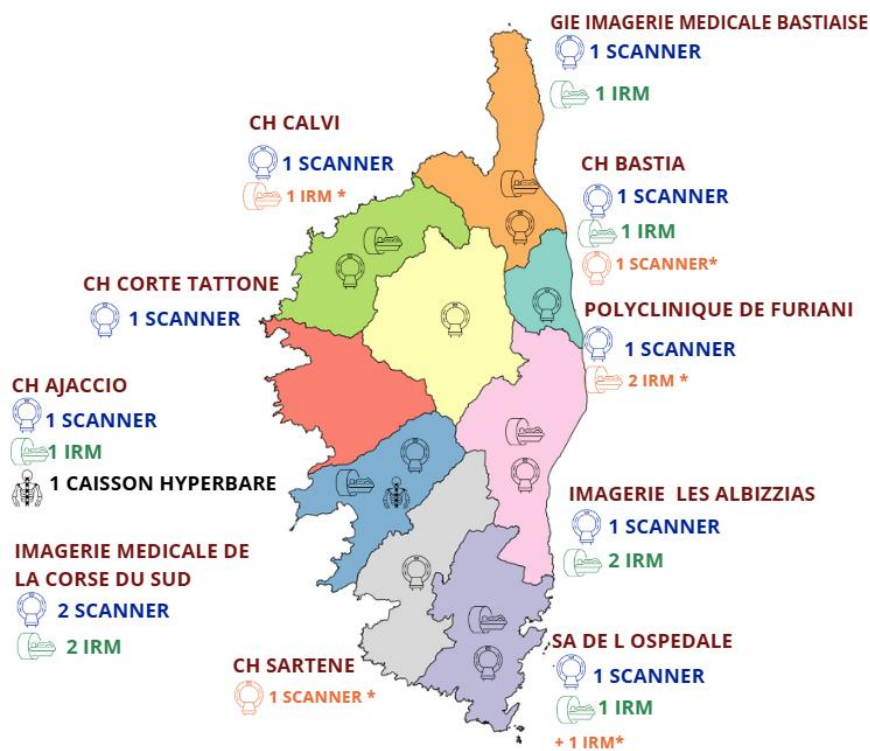 GIE IMAGERIE MEDICALE BASTIAISE
1 SCANNER
1 IRM
CH CALVI
1 SCANNER
1 IRM *
CH BASTIA
1 SCANNER
1 IRM
1 SCANNER*
CH CORTE TATTONE
1 SCANNER
POLYCLINIQUE DE FURIANI
1 SCANNER
2 IRM *
CH AJACCIO
1 SCANNER
1 IRM
1 CAISSON HYPERBARE
IMAGERIE LES ALBIZZIAS
1 SCANNER
2 IRM
IMAGERIE MEDICALE DE
LA CORSE DU SUD
2 SCANNER
2 IRM
CH SARTENE
1 SCANNER *
SA DE L OSPEDALE
1 SCANNER
1 IRM
+ 1 IRM*